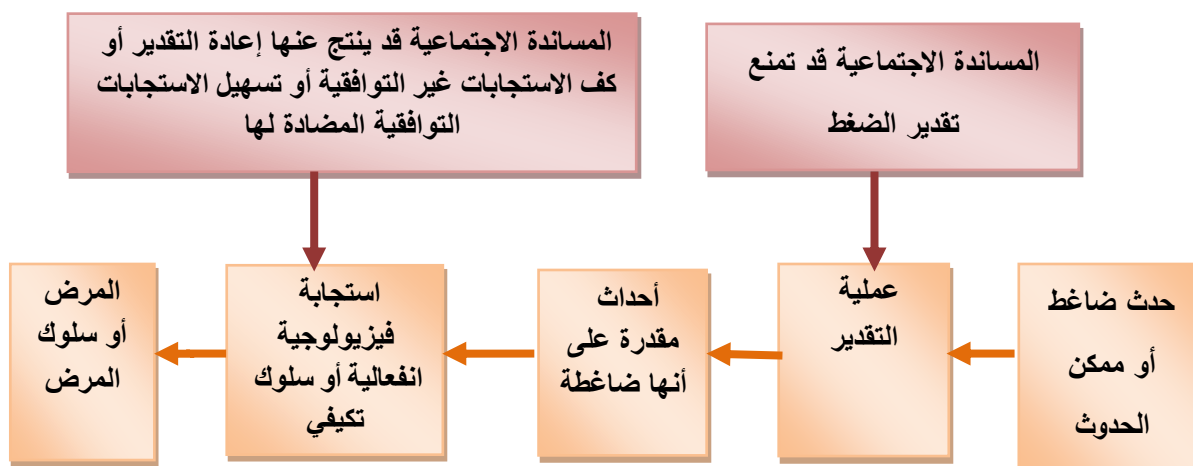 المساندة الاجتماعية قد تمنع
تقدير الضغط
المساندة الاجتماعية قد ينتج عنها إعادة التقدير أو
كف الاستجابات غير التوافقية أو تسهيل الاستجابات
التوافقية المضادة لها
حدث ضاغط
أو ممكن
الحدوث
عملية
التقدير
أحداث
مقدرة على
أنها ضاغطة
استجابة
فيزيولوجية
انفعالية أو سلوك
تكيفي
المرض
أو سلوك
المرض